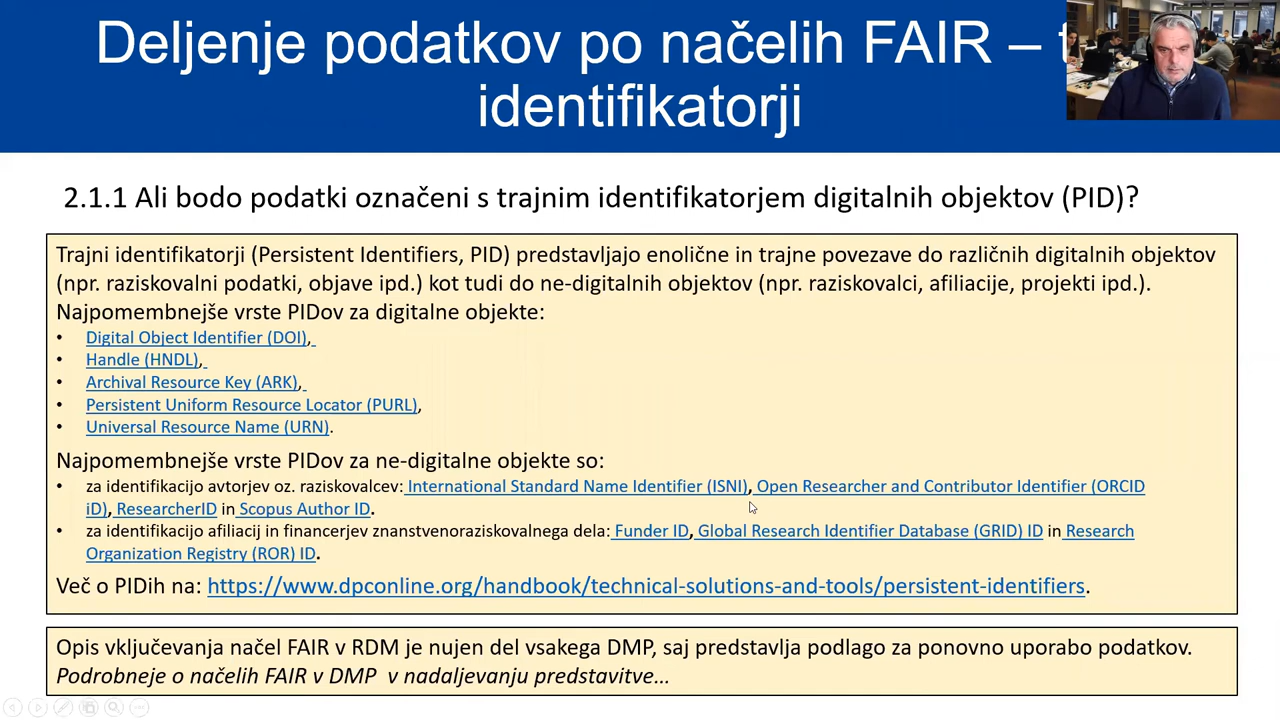 Deljenje podatkov po načelih FAIR –
identifikatorji
2.1.1 Ali bodo podatki označeni s trajnim identifikatorjem digitalnih objektov (PID)?
Trajni identifikatorji (Persistent Identifiers, PID) predstavljajo enolične in trajne povezave do različnih digitalnih objektov
(npr. raziskovalni podatki, objave ipd.) kot tudi do ne-digitalnih objektov (npr. raziskovalci, afiliacije, projekti ipd.).
Najpomembnejše vrste PIDov za digitalne objekte:
• Digital Object Identifier (DOI),
• Handle (HNDL),
• Archival Resource Key (ARK),
• Persistent Uniform Resource Locator (PURL),
• Universal Resource Name (URN).
Najpomembnejše vrste PIDov za ne-digitalne objekte so:
• za identifikacijo avtorjev oz. raziskovalcev: International Standard Name Identifier (ISNI), Open Researcher and Contributor Identifier (ORCID
iD), ResearcherID in Scopus Author ID.
• za identifikacijo afiliacij in financerjev znanstvenoraziskovalnega dela: Funder ID, Global Research Identifier Database (GRID) ID in Research
Organization Registry (ROR) ID.
Več o PIDih na: https://www.dpconline.org/handbook/technical-solutions-and-tools/persistent-identifiers.
Opis vključevanja načel FAIR v RDM je nujen del vsakega DMP, saj predstavlja podlago za ponovno uporabo podatkov.
Podrobneje o načelih FAIR v DMP v nadaljevanju predstavitve…